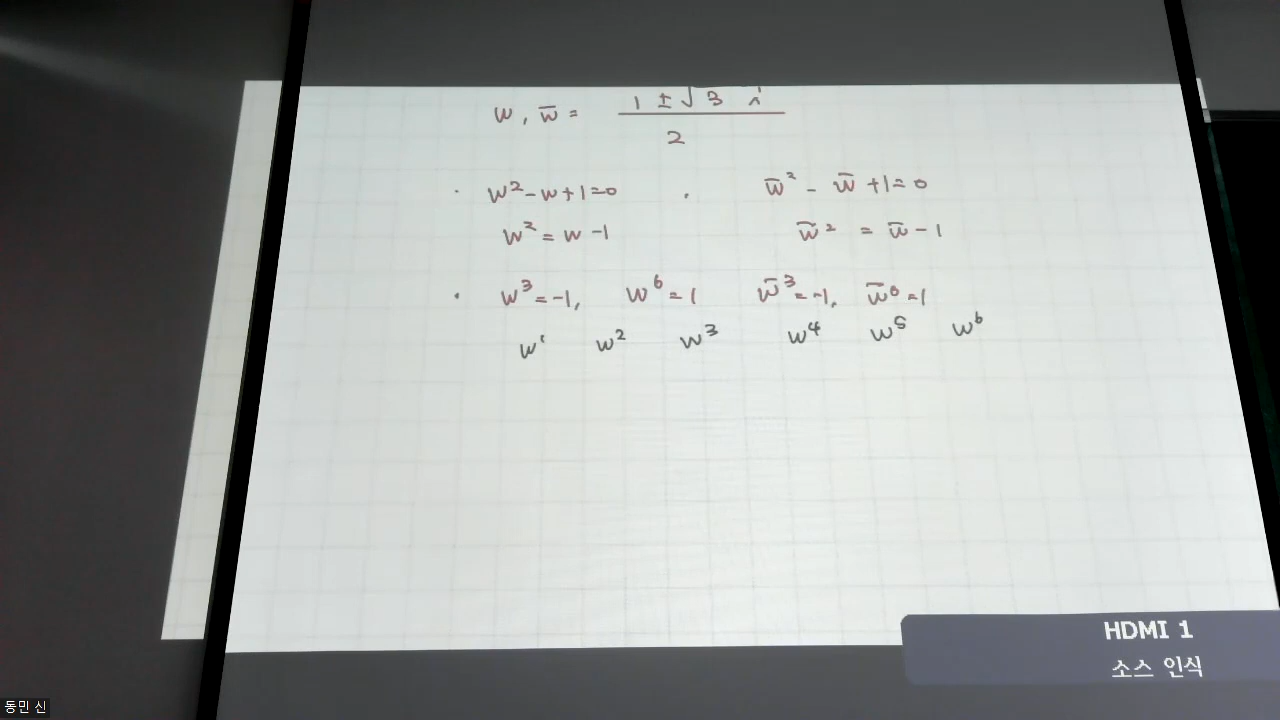 w , w̄ = (1 ± √3 i) / 2
· w² - w + 1 = 0 · w̄² - w̄ + 1 = 0
w² = w - 1 w̄² = w̄ - 1
· w³ = -1, w⁶ = 1 w̄³ = -1, w̄⁶ = 1
w¹ w² w³ w⁴ w⁵ w⁶
HDMI 1
소스 인식
동민 신